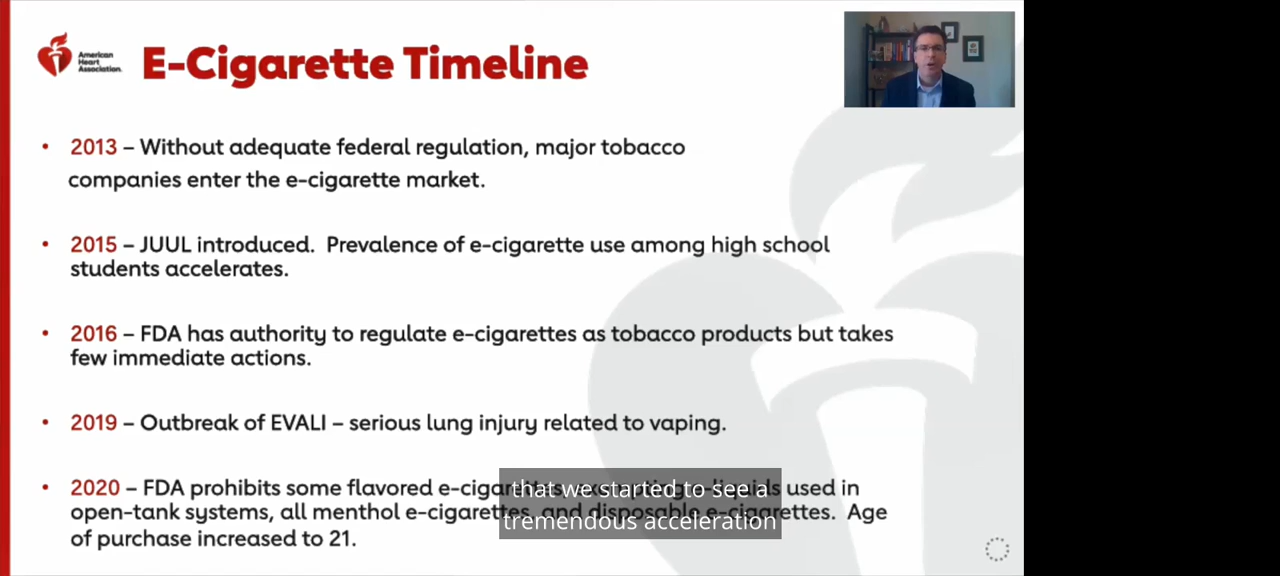 American
Heart
Association.
E-Cigarette Timeline
• 2013 – Without adequate federal regulation, major tobacco
companies enter the e-cigarette market.
• 2015 – JUUL introduced. Prevalence of e-cigarette use among high school
students accelerates.
• 2016 – FDA has authority to regulate e-cigarettes as tobacco products but takes
few immediate actions.
• 2019 – Outbreak of EVALI – serious lung injury related to vaping.
• 2020 – FDA prohibits some flavored e-cigarettes, used in
open-tank systems, all menthol e-cigarettes, and disposable e-cigarettes. Age
of purchase increased to 21.
that we started to see a
tremendous acceleration